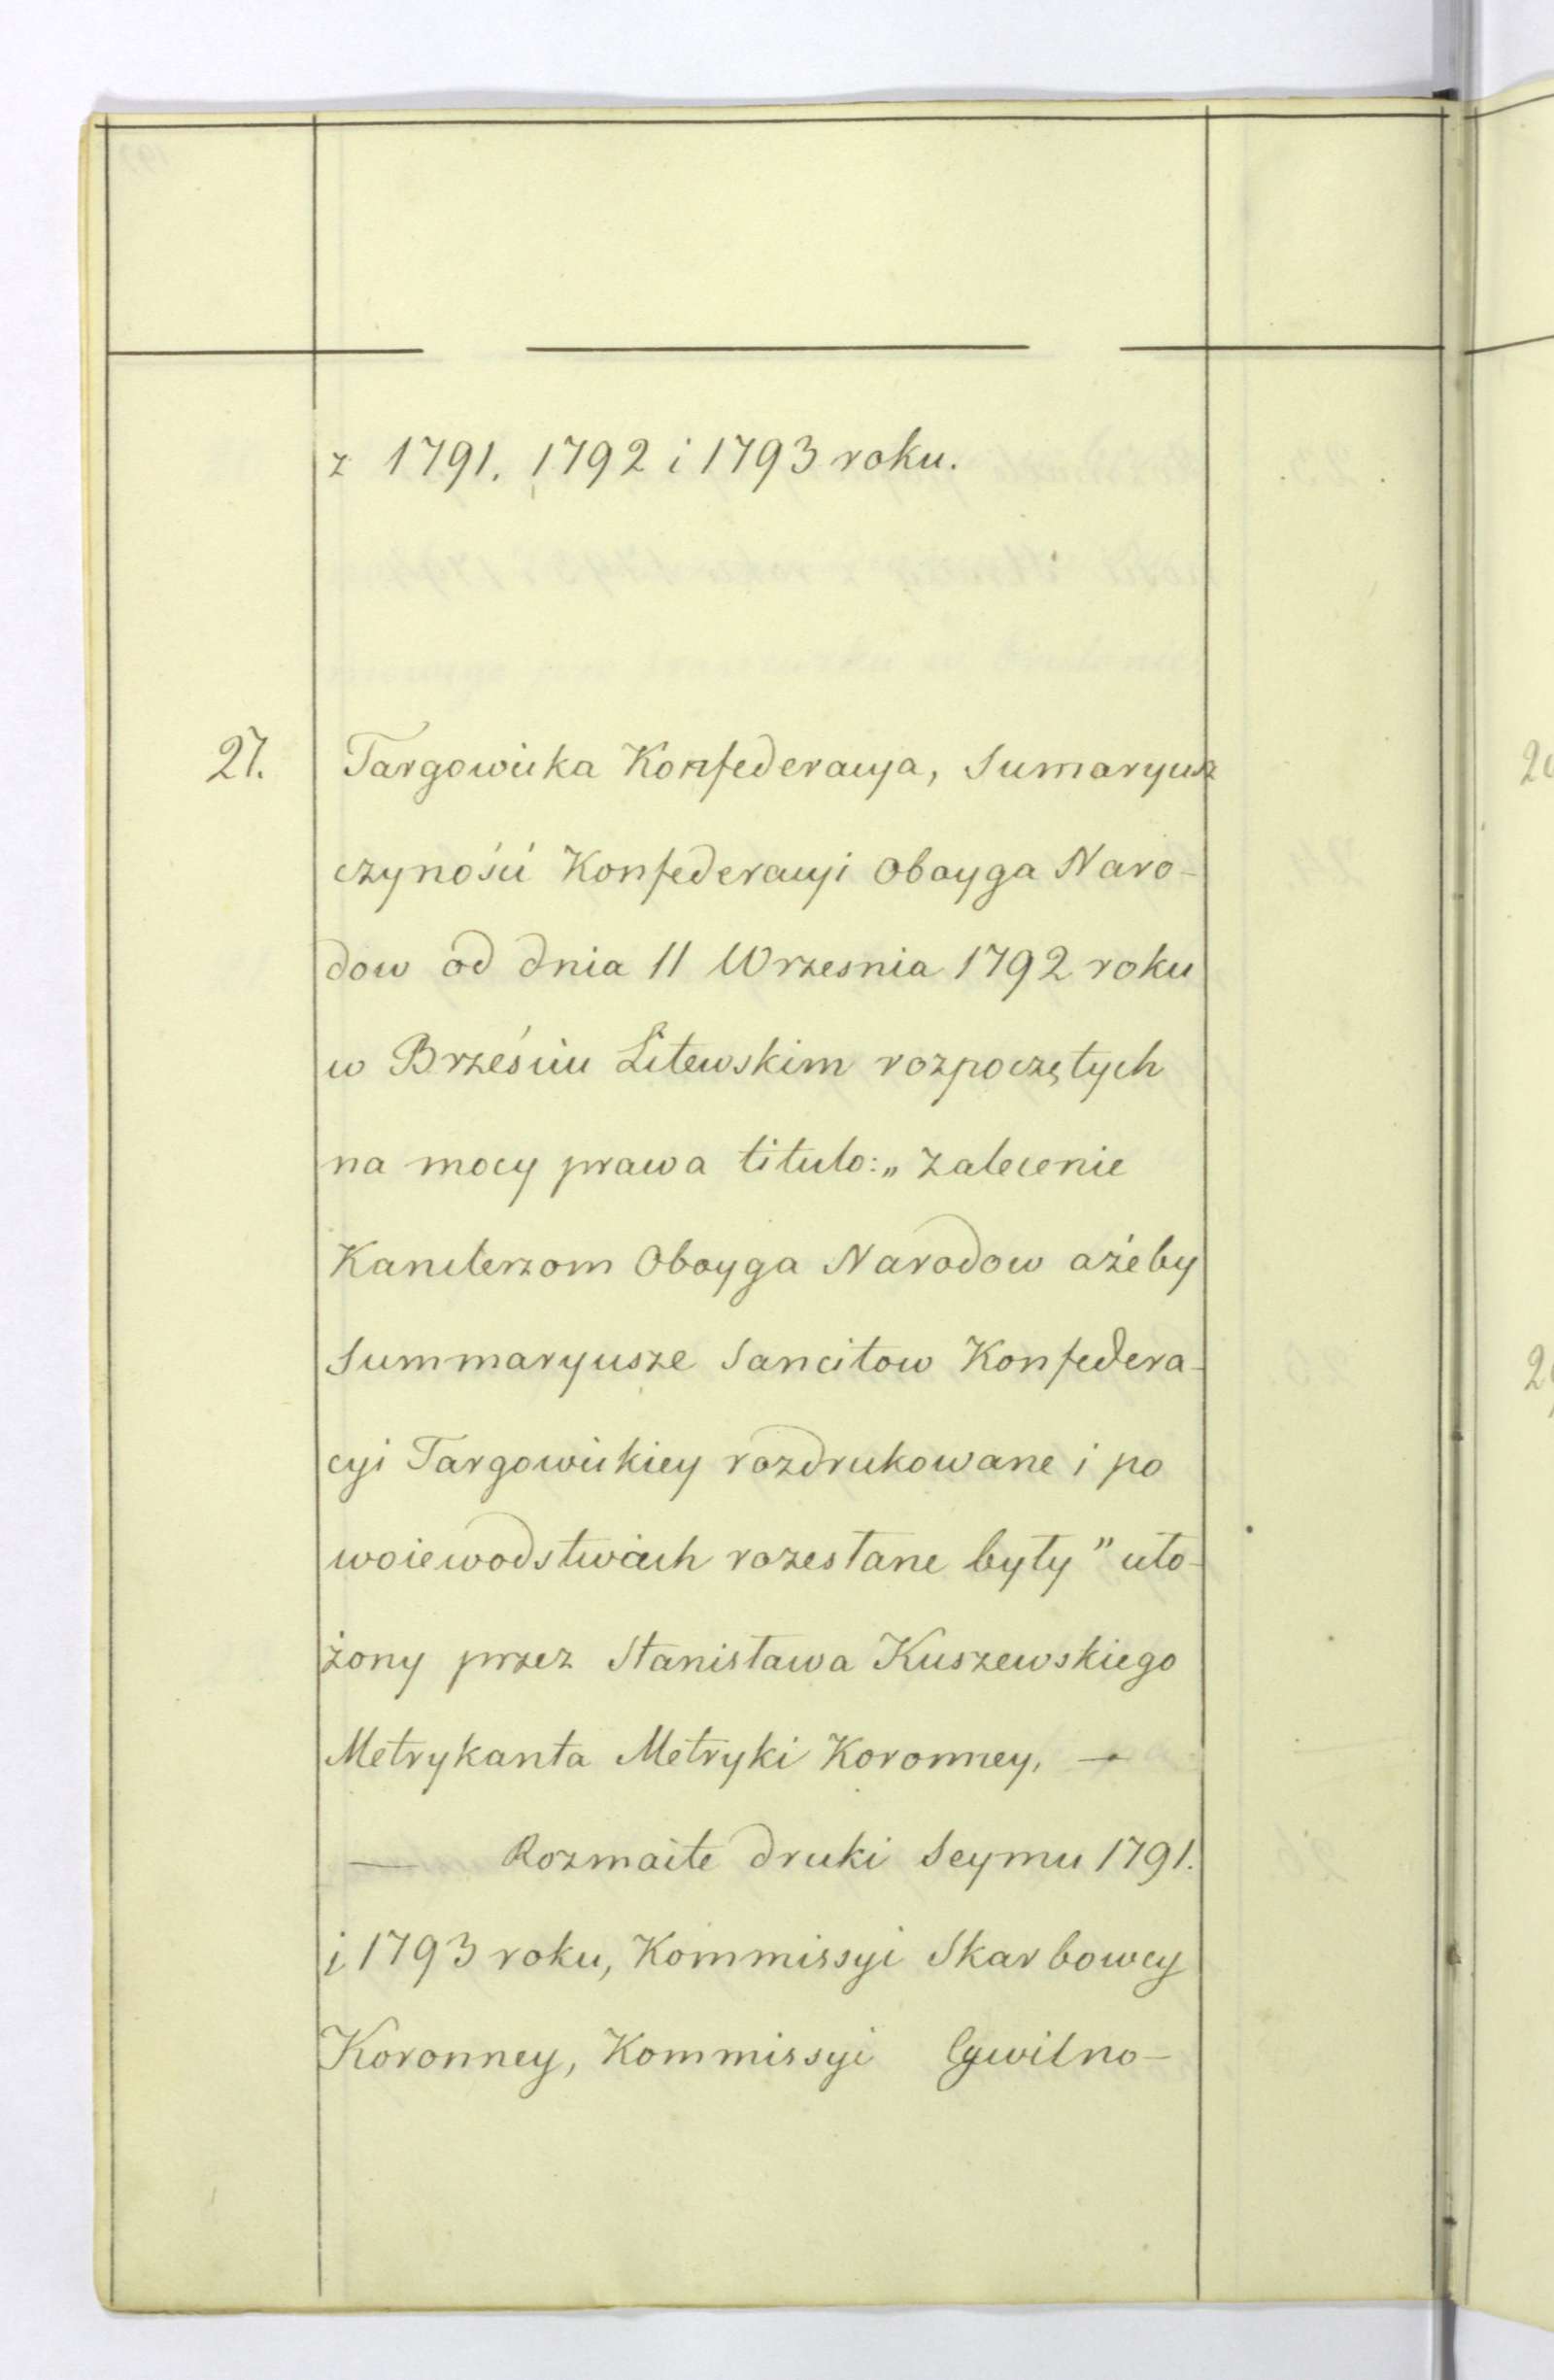 z 1791. 1792 i 1793 roku.
27. Targowicka Konfederacya, Sumaryusz
czyności Konfederacyi Oboyga Naro-
dow od dnia 11 Wrzesnia 1792 roku
w Brześciu Litewskim rozpoczętych
na mocy prawa titulo: „Zalecenie
Kanclerzom Oboyga Narodow ażeby
Summaryusze Sancitow Konfedera-
cyi Targowickiey rozdrukowane i po
woiewodstwach rozesłane były” uło-
żony przez Stanisława Kuszewskiego
Metrykanta Metryki Koronney. —
— Rozmaite druki Seymu 1791.
i 1793 roku, Kommissyi Skarbowey
Koronney, Kommissyi Cywilno-